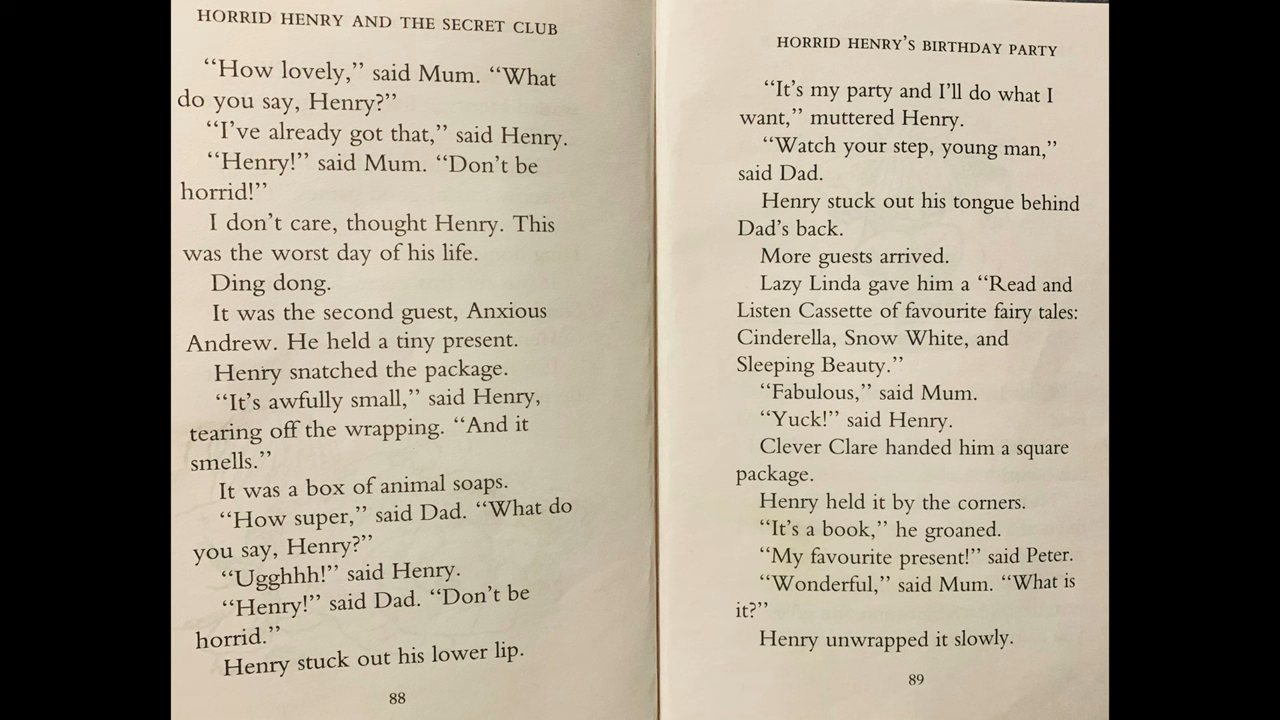 HORRID HENRY AND THE SECRET CLUB
“How lovely,” said Mum. “What
do you say, Henry?”
“I’ve already got that,” said Henry.
“Henry!” said Mum. “Don’t be
horrid!”
I don’t care, thought Henry. This
was the worst day of his life.
Ding dong.
It was the second guest, Anxious
Andrew. He held a tiny present.
Henry snatched the package.
“It’s awfully small,” said Henry,
tearing off the wrapping. “And it
smells.”
It was a box of animal soaps.
“How super,” said Dad. “What do
you say, Henry?”
“Ugghhh!” said Henry.
“Henry!” said Dad. “Don’t be
horrid.”
Henry stuck out his lower lip.
88
HORRID HENRY’S BIRTHDAY PARTY
“It’s my party and I’ll do what I
want,” muttered Henry.
“Watch your step, young man,”
said Dad.
Henry stuck out his tongue behind
Dad’s back.
More guests arrived.
Lazy Linda gave him a “Read and
Listen Cassette of favourite fairy tales:
Cinderella, Snow White, and
Sleeping Beauty.”
“Fabulous,” said Mum.
“Yuck!” said Henry.
Clever Clare handed him a square
package.
Henry held it by the corners.
“It’s a book,” he groaned.
“My favourite present!” said Peter.
“Wonderful,” said Mum. “What is
it?”
Henry unwrapped it slowly.
89